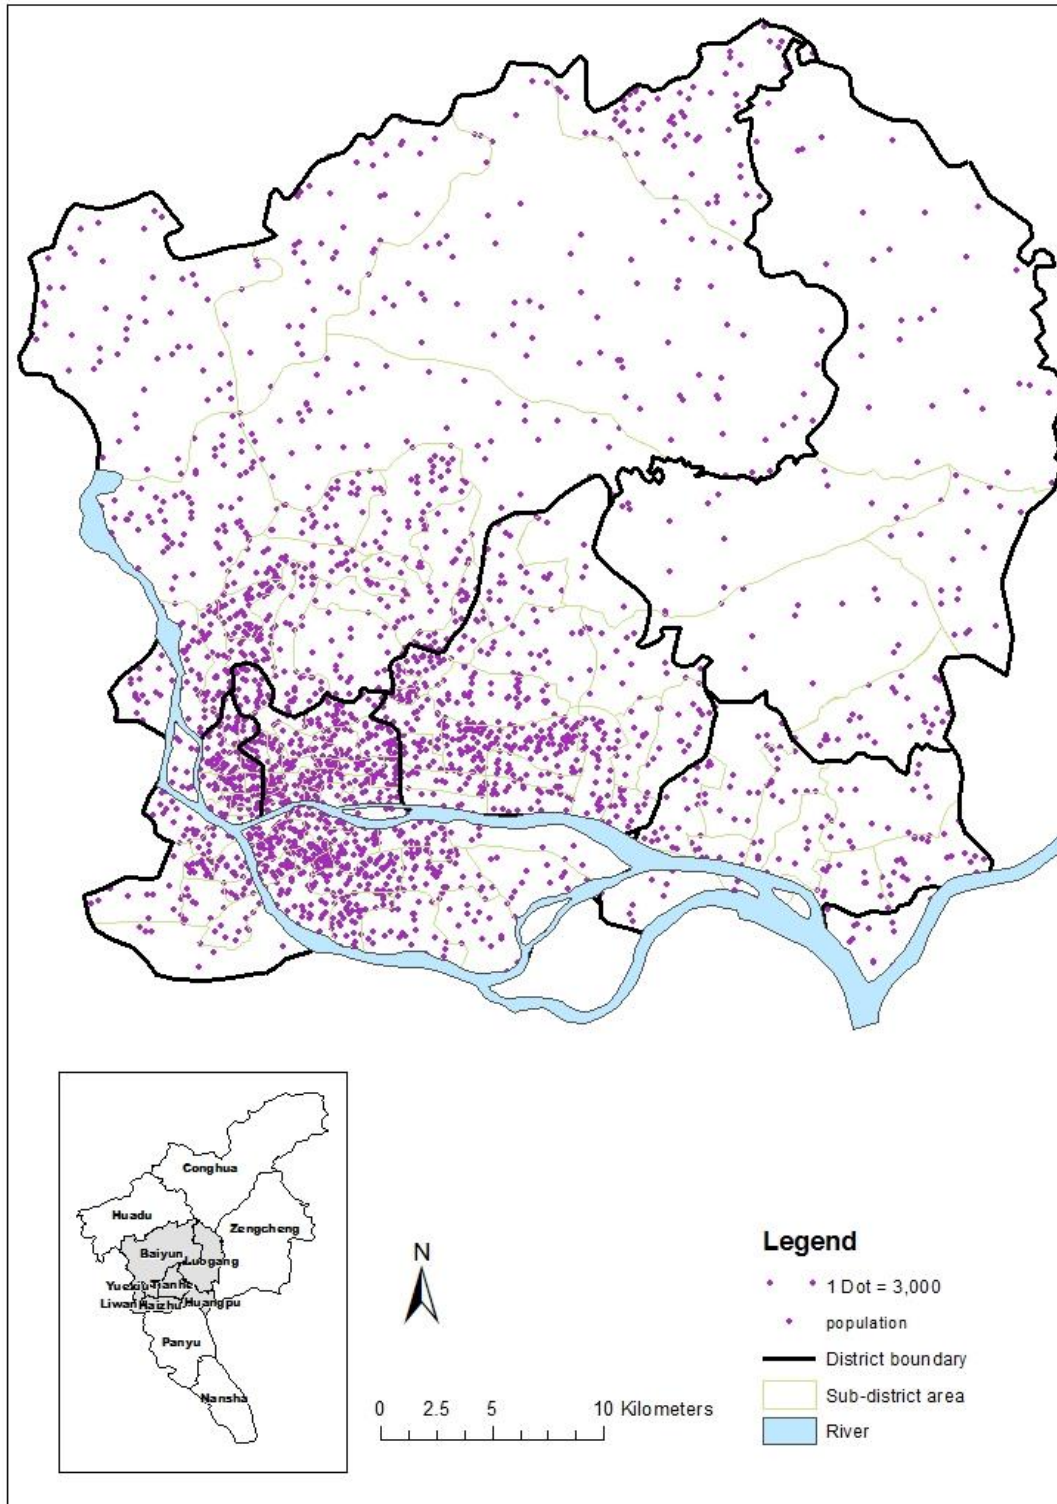 Conghua
Huadu
Zengcheng
Baiyun
Luogang
Yuexiu
Tianhe
Liwan
Haizhu
Huangpu
Panyu
Nansha
N
0 2.5 5 10 Kilometers
Legend
1 Dot = 3,000
population
District boundary
Sub-district area
River